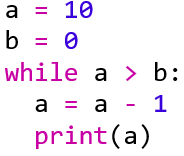 a = 10
b = 0
while a > b:
  a = a - 1
  print(a)